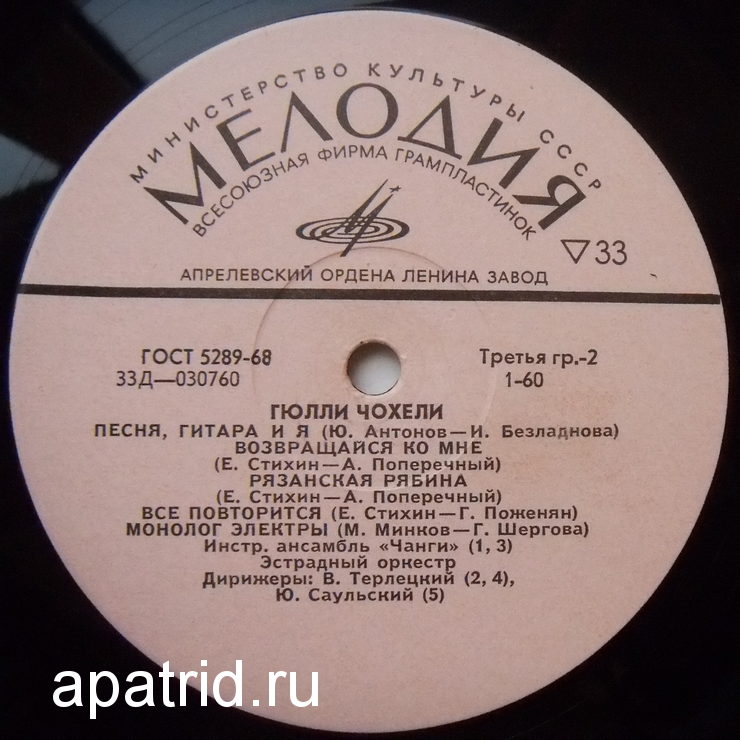 МИНИСТЕРСТВО КУЛЬТУРЫ СССР
МЕЛОДИЯ
ВСЕСОЮЗНАЯ ФИРМА ГРАМПЛАСТИНОК
▽33
АПРЕЛЕВСКИЙ ОРДЕНА ЛЕНИНА ЗАВОД
ГОСТ 5289-68 Третья гр.-2
33Д—030760 1-60
ГЮЛЛИ ЧОХЕЛИ
ПЕСНЯ, ГИТАРА И Я (Ю. Антонов—И. Безладнова)
ВОЗВРАЩАЙСЯ КО МНЕ
(Е. Стихин—А. Поперечный)
РЯЗАНСКАЯ РЯБИНА
(Е. Стихин—А. Поперечный)
ВСЕ ПОВТОРИТСЯ (Е. Стихин—Г. Поженян)
МОНОЛОГ ЭЛЕКТРЫ (М. Минков—Г. Шергова)
Инстр. ансамбль «Чанги» (1, 3)
Эстрадный оркестр
Дирижеры: В. Терлецкий (2, 4),
Ю. Саульский (5)
apatrid.ru